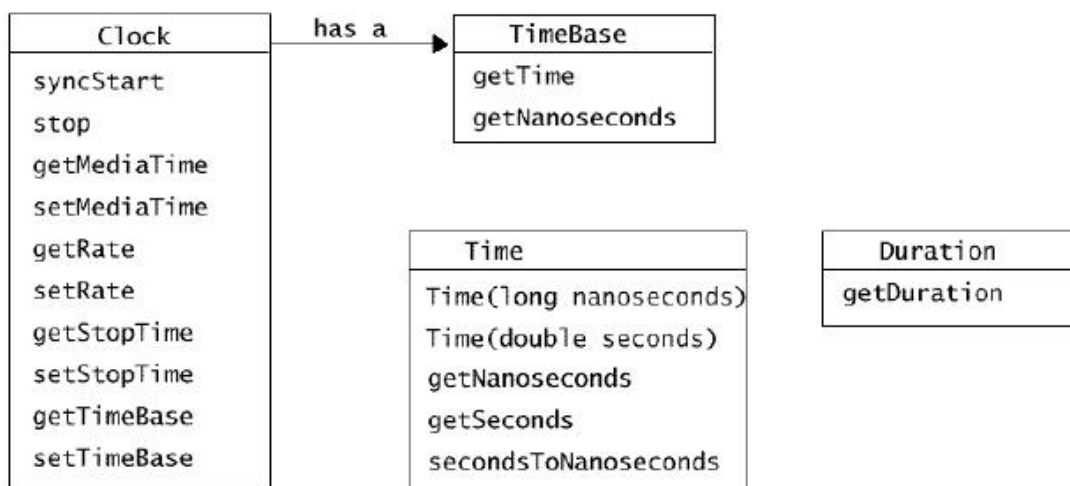 Clock
syncStart
stop
getMediaTime
setMediaTime
getRate
setRate
getStopTime
setStopTime
getTimeBase
setTimeBase
has a
TimeBase
getTime
getNanoseconds
Time
Time(long nanoseconds)
Time(double seconds)
getNanoseconds
getSeconds
secondsToNanoseconds
Duration
getDuration